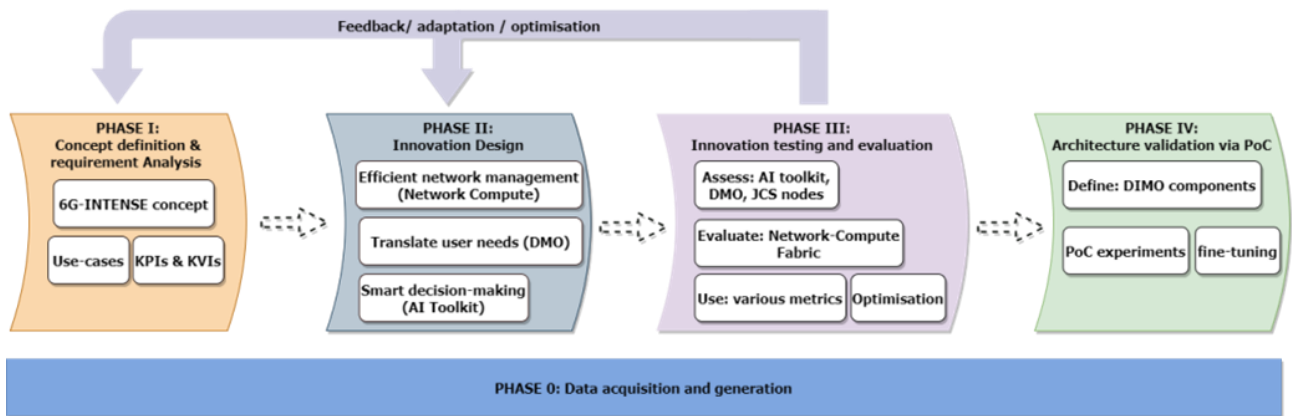 Feedback/ adaptation / optimisation
PHASE I:
Concept definition &
requirement Analysis
6G-INTENSE concept
Use-cases
KPIs & KVIs
PHASE II:
Innovation Design
Efficient network management
(Network Compute)
Translate user needs (DMO)
Smart decision-making
(AI Toolkit)
PHASE III:
Innovation testing and evaluation
Assess: AI toolkit,
DMO, JCS nodes
Evaluate: Network-Compute
Fabric
Use: various metrics
Optimisation
PHASE IV:
Architecture validation via PoC
Define: DIMO components
PoC experiments
fine-tuning
PHASE 0: Data acquisition and generation